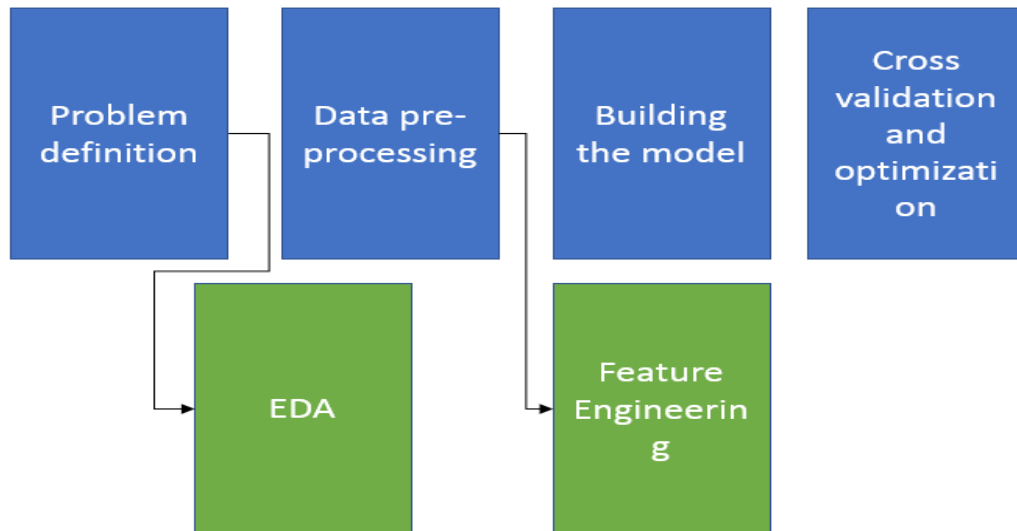 Problem
definition
Data pre-
processing
Building
the model
Cross
validation
and
optimizati
on
EDA
Feature
Engineerin
g